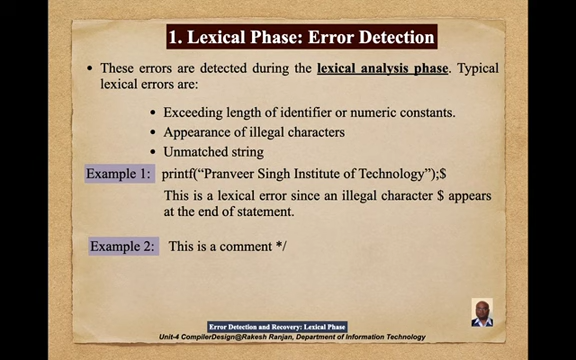 1. Lexical Phase: Error Detection
• These errors are detected during the lexical analysis phase. Typical
lexical errors are:
• Exceeding length of identifier or numeric constants.
• Appearance of illegal characters
• Unmatched string
Example 1: printf(“Pranveer Singh Institute of Technology”);$
This is a lexical error since an illegal character $ appears
at the end of statement.
Example 2: This is a comment */
Error Detection and Recovery: Lexical Phase
Unit-4 CompilerDesign@Rakesh Ranjan, Department of Information Technology